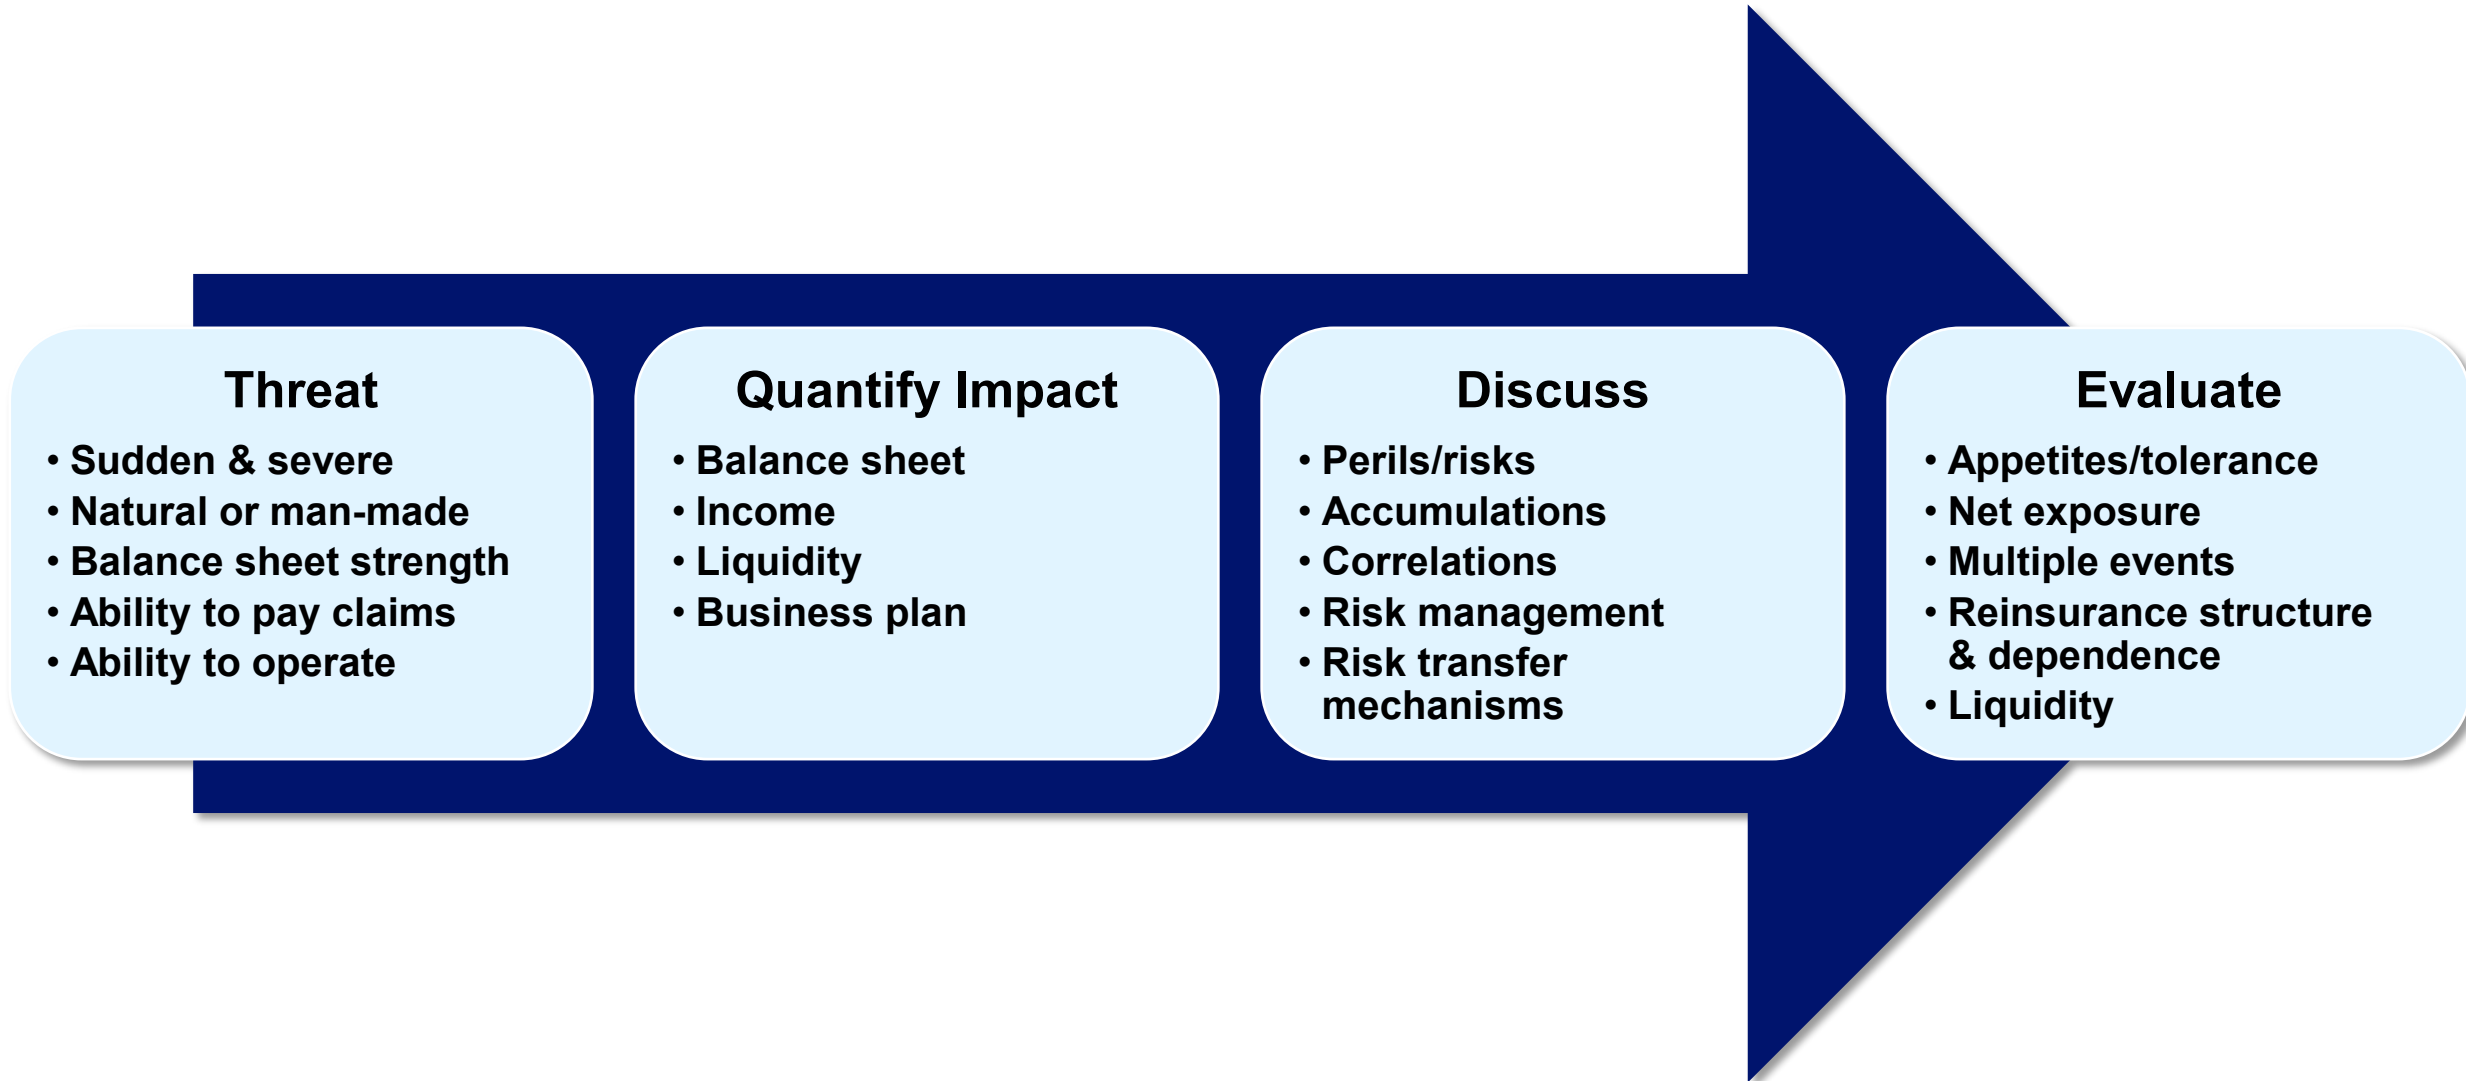 Threat
• Sudden & severe
• Natural or man-made
• Balance sheet strength
• Ability to pay claims
• Ability to operate
Quantify Impact
• Balance sheet
• Income
• Liquidity
• Business plan
Discuss
• Perils/risks
• Accumulations
• Correlations
• Risk management
• Risk transfer
mechanisms
Evaluate
• Appetites/tolerance
• Net exposure
• Multiple events
• Reinsurance structure
& dependence
• Liquidity